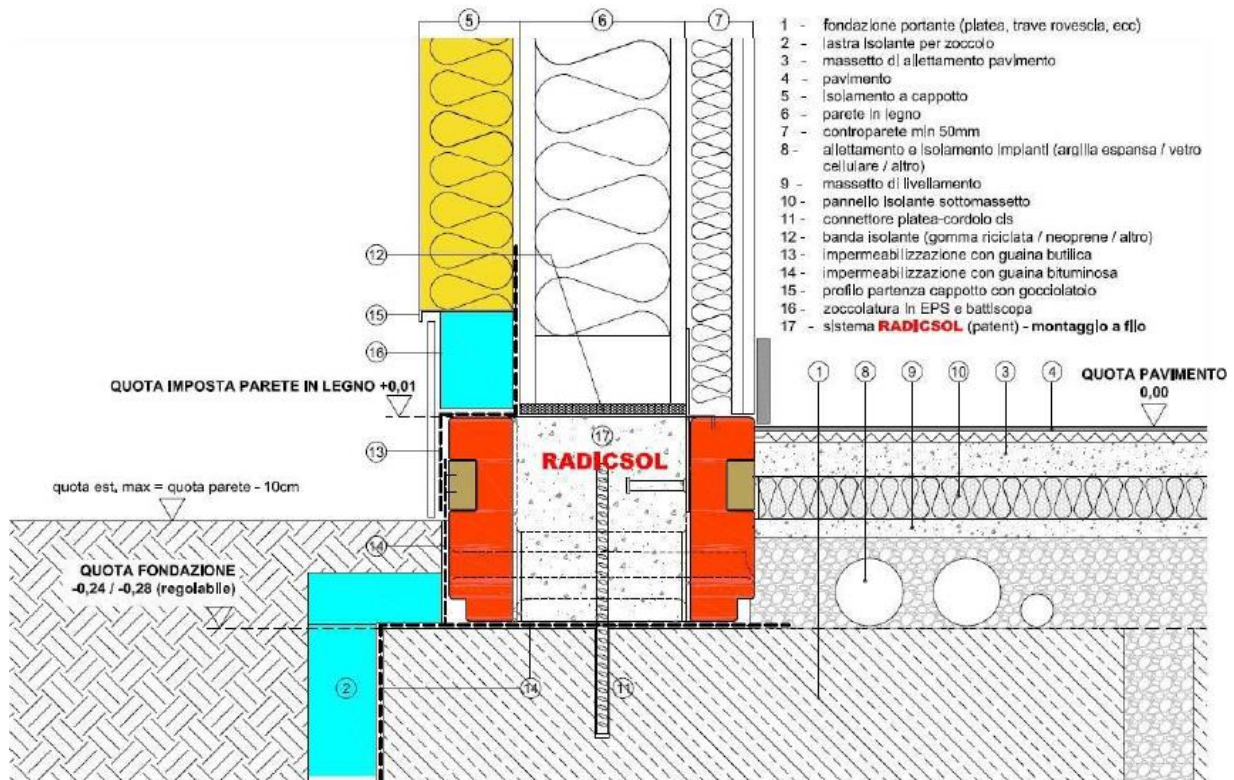 5
6
7
1 - fondazione portante (platea, trave rovescia, ecc)
2 - lastra isolante per zoccolo
3 - massetto di allettamento pavimento
4 - pavimento
5 - isolamento a cappotto
6 - parete in legno
7 - controparete min 50mm
8 - allettamento e isolamento impianti (argilla espansa / vetro
cellulare / altro)
9 - massetto di livellamento
10 - pannello isolante sottomassetto
11 - connettore platea-cordolo cls
12 - banda isolante (gomma riciclata / neoprene / altro)
13 - impermeabilizzazione con guaina butilica
14 - impermeabilizzazione con guaina bituminosa
15 - profilo partenza cappotto con gocciolatoio
16 - zoccolatura in EPS e battiscopa
17 - sistema RADICSOL (patent) - montaggio a filo
12
15
16
QUOTA IMPOSTA PARETE IN LEGNO +0,01
1
8
9
10
3
4
QUOTA PAVIMENTO
0,00
17
RADICSOL
13
quota est. max = quota parete - 10cm
14
QUOTA FONDAZIONE
-0,24 / -0,28 (regolabile)
2
14
11